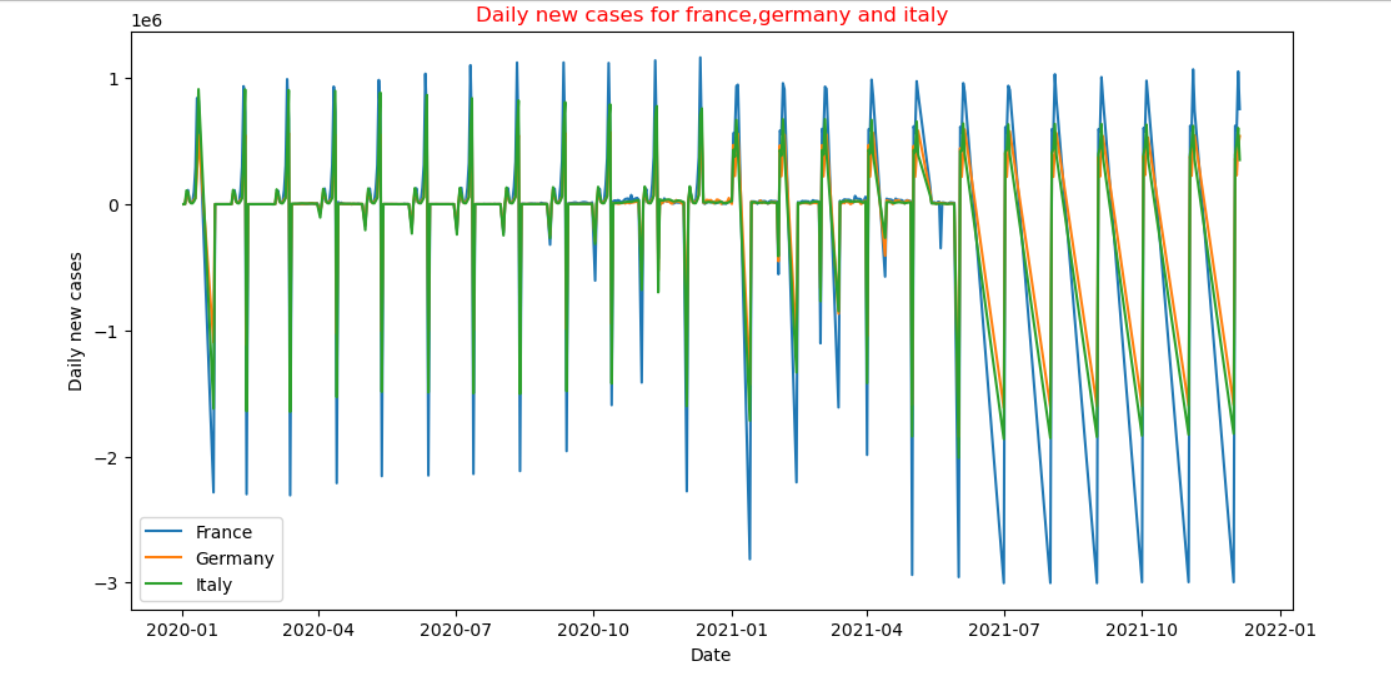 Daily new cases for france,germany and italy
1e6
1
0
−1
−2
−3
Daily new cases
France
Germany
Italy
2020-01 2020-04 2020-07 2020-10 2021-01 2021-04 2021-07 2021-10 2022-01
Date